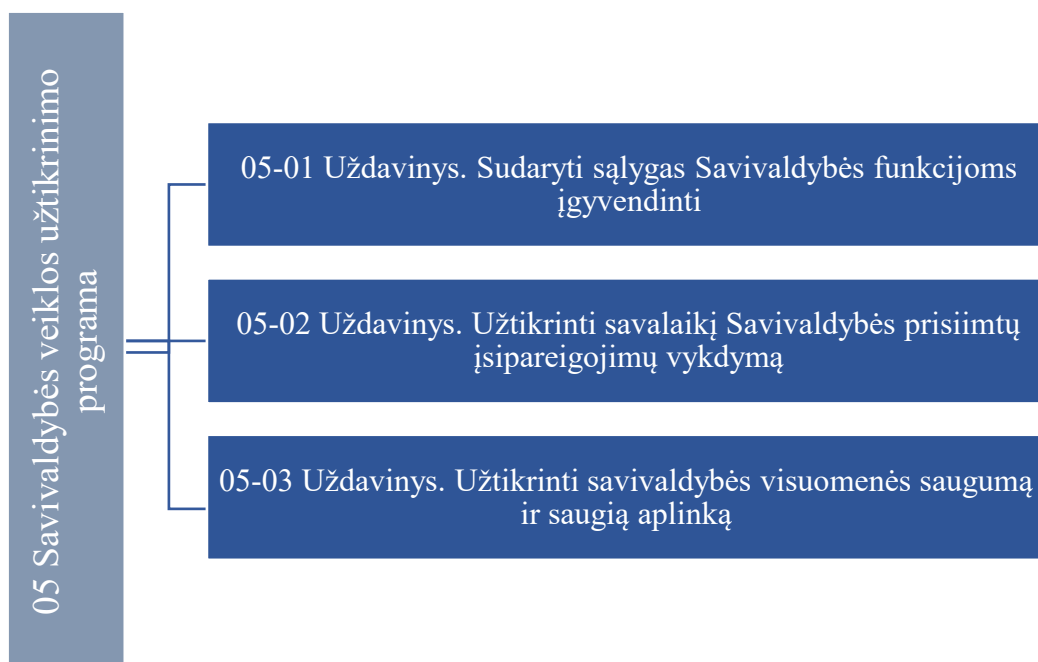 05 Savivaldybės veiklos užtikrinimo
programa
05-01 Uždavinys. Sudaryti sąlygas Savivaldybės funkcijoms
įgyvendinti
05-02 Uždavinys. Užtikrinti savalaikį Savivaldybės prisiimtų
įsipareigojimų vykdymą
05-03 Uždavinys. Užtikrinti savivaldybės visuomenės saugumą
ir saugią aplinką